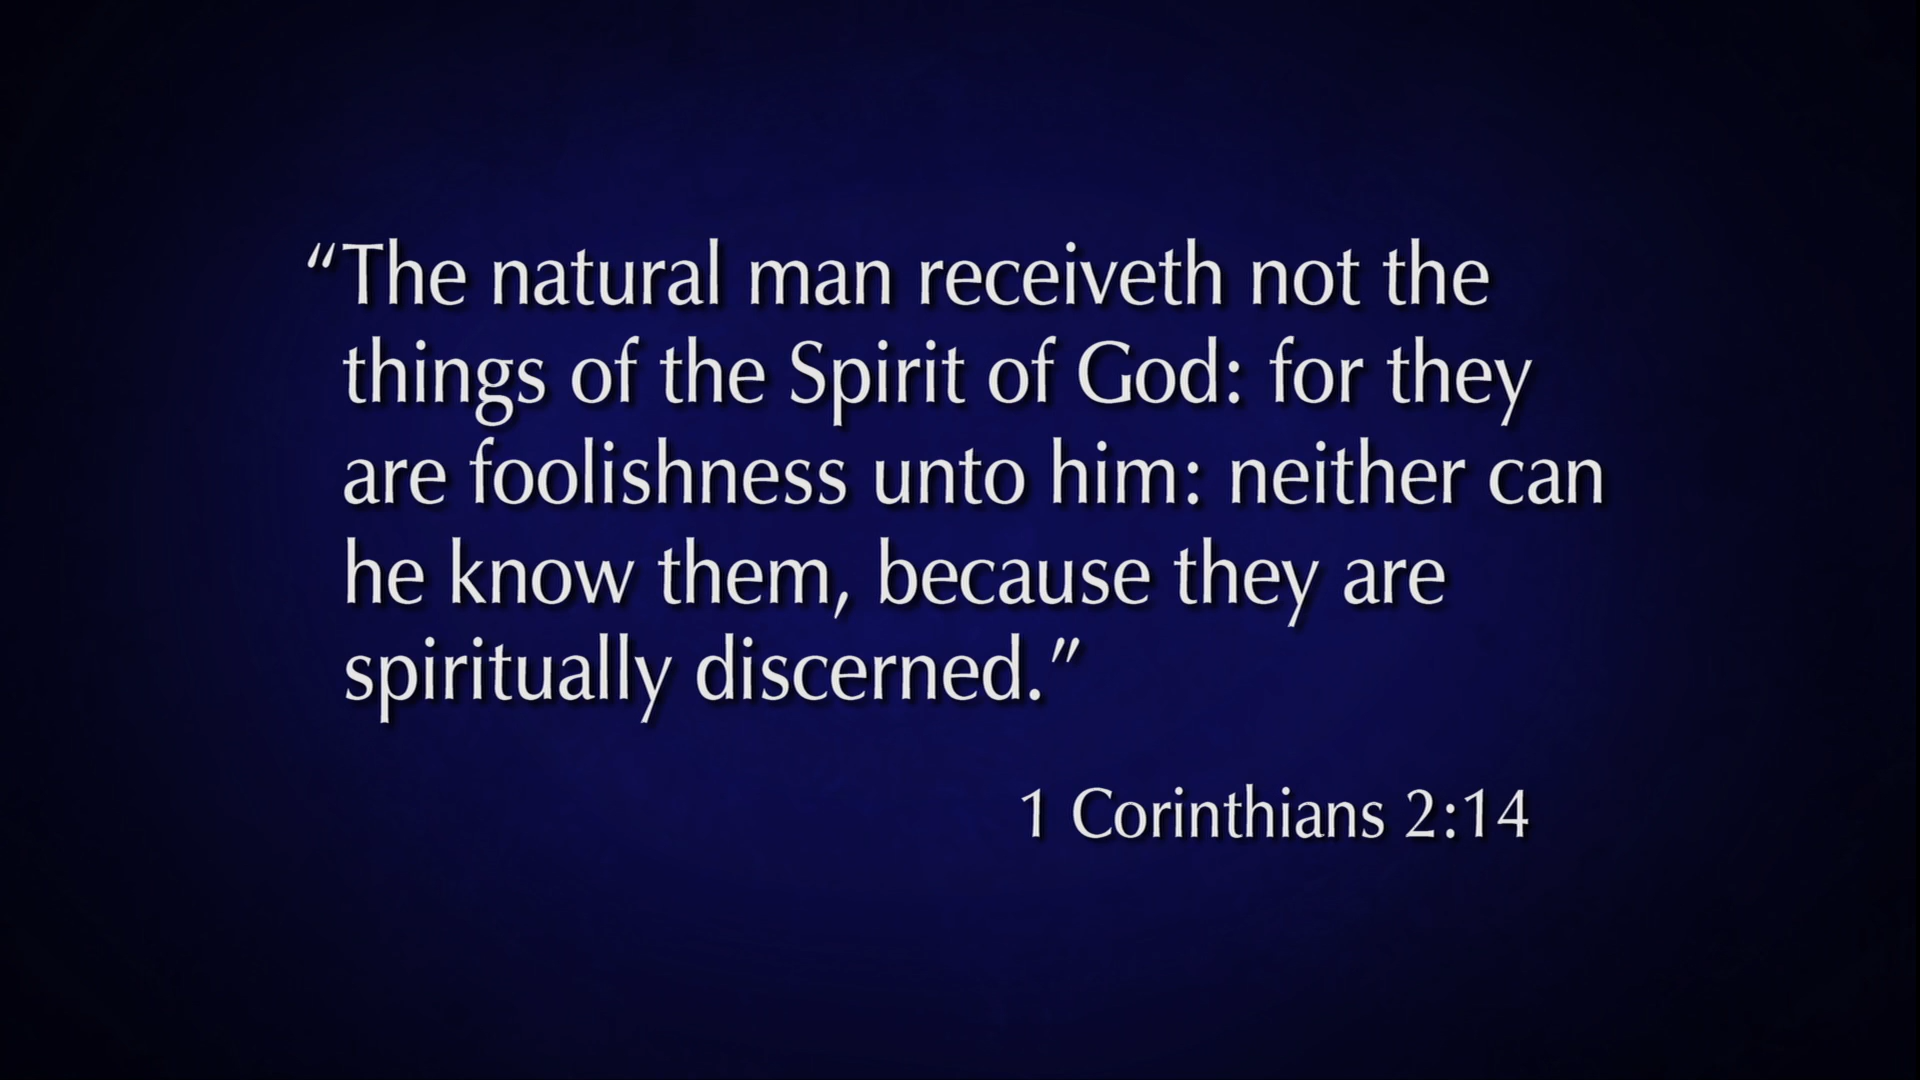 “The natural man receiveth not the
things of the Spirit of God: for they
are foolishness unto him: neither can
he know them, because they are
spiritually discerned.”
1 Corinthians 2:14